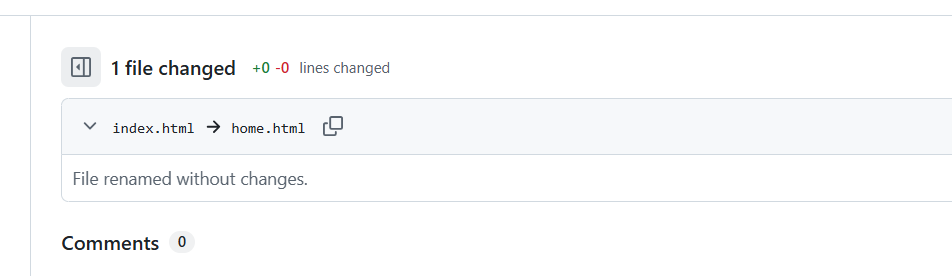 1 file changed +0 -0 lines changed
index.html → home.html
File renamed without changes.
Comments 0